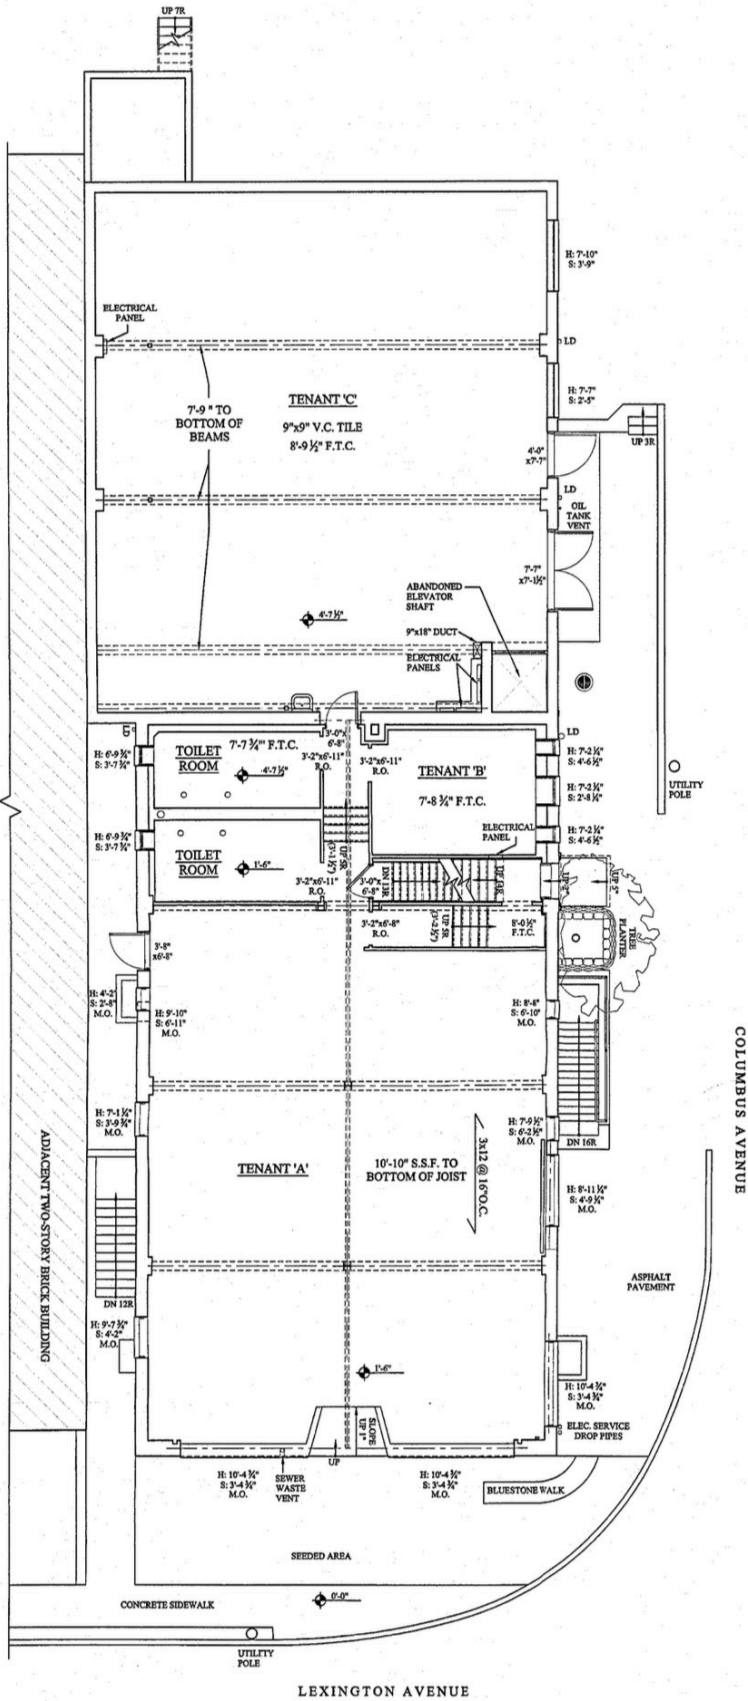 UP 7R
H: 7'-10"
S: 3'-9"
ELECTRICAL
PANEL
LD
TENANT 'C'
9"x9" V.C. TILE
8'-9 ½" F.T.C.
7'-9 " TO
BOTTOM OF
BEAMS
H: 7'-7"
S: 2'-5"
UP 3R
4'-0"
x7'-7"
LD
OIL
TANK
VENT
7'-7"
x7'-1½"
ABANDONED
ELEVATOR
SHAFT
4'-7 ½"
9"x18" DUCT
ELECTRICAL
PANELS
LD
LD
3'-0"x
6'-8"
TOILET
ROOM
7'-7 ¾" F.T.C.
4'-7 ½"
3'-2"x6'-11"
R.O.
3'-2"x6'-11"
R.O.
TENANT 'B'
7'-8 ¾" F.T.C.
H: 6'-9 ¾"
S: 3'-7 ¾"
H: 7'-2 ¼"
S: 4'-6 ½"
H: 7'-2 ¼"
S: 2'-8 ¼"
H: 7'-2 ¼"
S: 4'-6 ½"
UTILITY
POLE
ELECTRICAL
PANEL
H: 6'-9 ¾"
S: 3'-7 ¾"
TOILET
ROOM
1'-6"
UP 5R
3'-2"x6'-11"
R.O.
3'-0"x
6'-8"
DN 13R
UP 5"
3'-2"x6'-8"
R.O.
UP 5R
8'-0 ½"
F.T.C.
TREE
PLANTER
3'-8"
x6'-8"
H: 4'-2"
S: 2'-8"
M.O.
H: 9'-10"
S: 6'-11"
M.O.
H: 8'-8"
S: 6'-10"
M.O.
H: 7'-1 ¾"
S: 3'-9 ¾"
M.O.
H: 7'-9 ½"
S: 6'-2 ½"
M.O.
DN 16R
TENANT 'A'
10'-10" S.S.F. TO
BOTTOM OF JOIST
3x12 @ 16"O.C.
H: 8'-11 ¼"
S: 4'-9 ¼"
M.O.
COLUMBUS AVENUE
ADJACENT TWO-STORY BRICK BUILDING
ASPHALT
PAVEMENT
DN 12R
H: 9'-7 ¾"
S: 4'-2"
M.O.
1'-6"
H: 10'-4 ¾"
S: 3'-4 ¾"
M.O.
SLOPE
UP 1"
ELEC. SERVICE
DROP PIPES
UP
H: 10'-4 ¾"
S: 3'-4 ¾"
M.O.
SEWER
WASTE
VENT
H: 10'-4 ¾"
S: 3'-4 ¾"
M.O.
BLUESTONE WALK
SEEDED AREA
CONCRETE SIDEWALK
0'-0"
UTILITY
POLE
LEXINGTON AVENUE